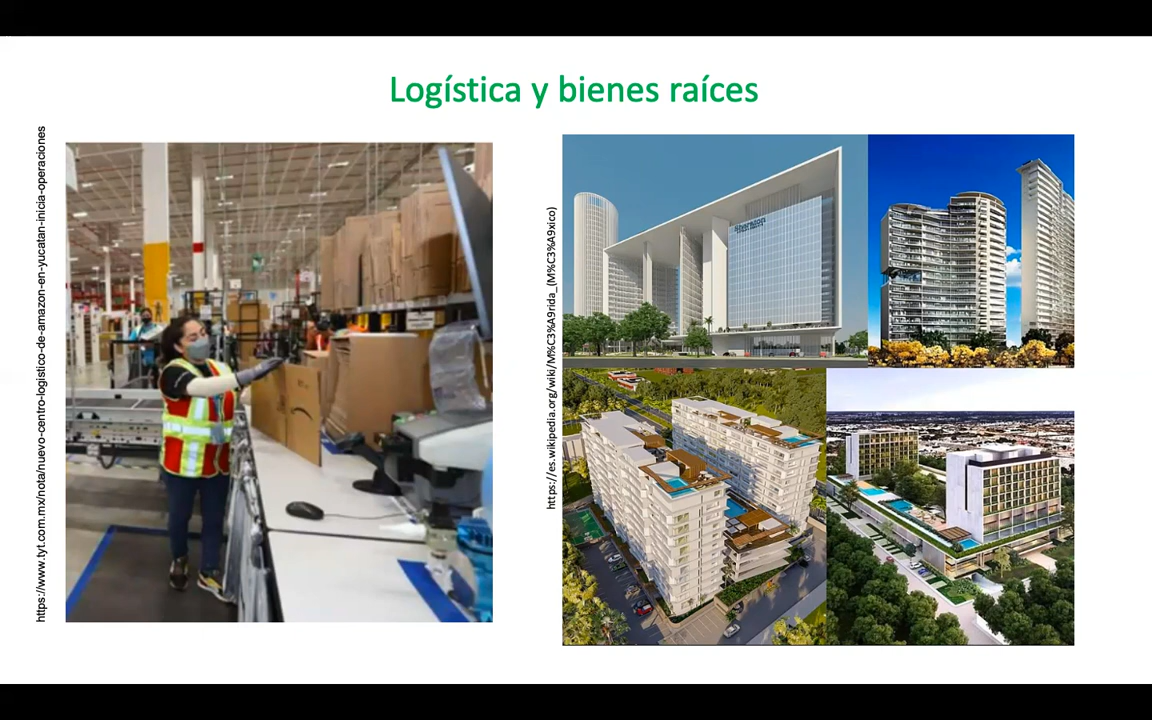 Logística y bienes raíces
https://www.tyt.com.mx/nota/nuevo-centro-logistico-de-amazon-en-yucatan-inicia-operaciones
https://es.wikipedia.org/wiki/M%C3%A9rida_(M%C3%A9xico)
Sheraton